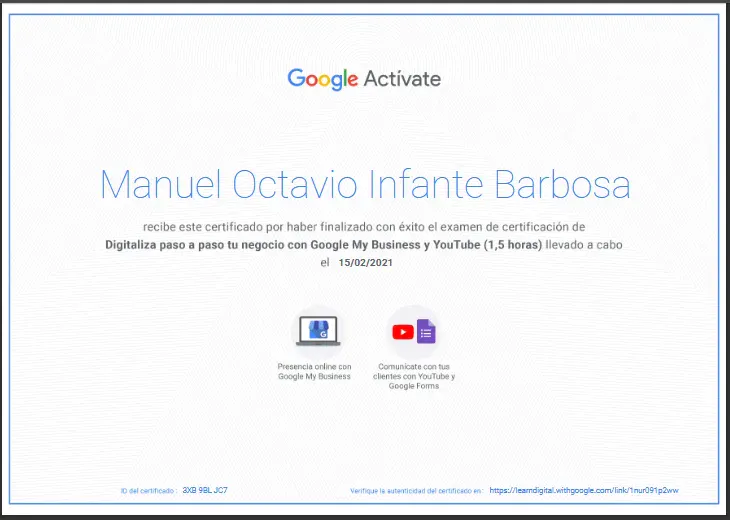 Google Actívate
Manuel Octavio Infante Barbosa
recibe este certificado por haber finalizado con éxito el examen de certificación de
Digitaliza paso a paso tu negocio con Google My Business y YouTube (1,5 horas) llevado a cabo
el 15/02/2021
Presencia online con
Google My Business
Comunícate con tus
clientes con YouTube y
Google Forms
ID del certificado : 3XB 9BL JC7
Verifique la autenticidad del certificado en: https://learndigital.withgoogle.com/link/1nur091p2ww